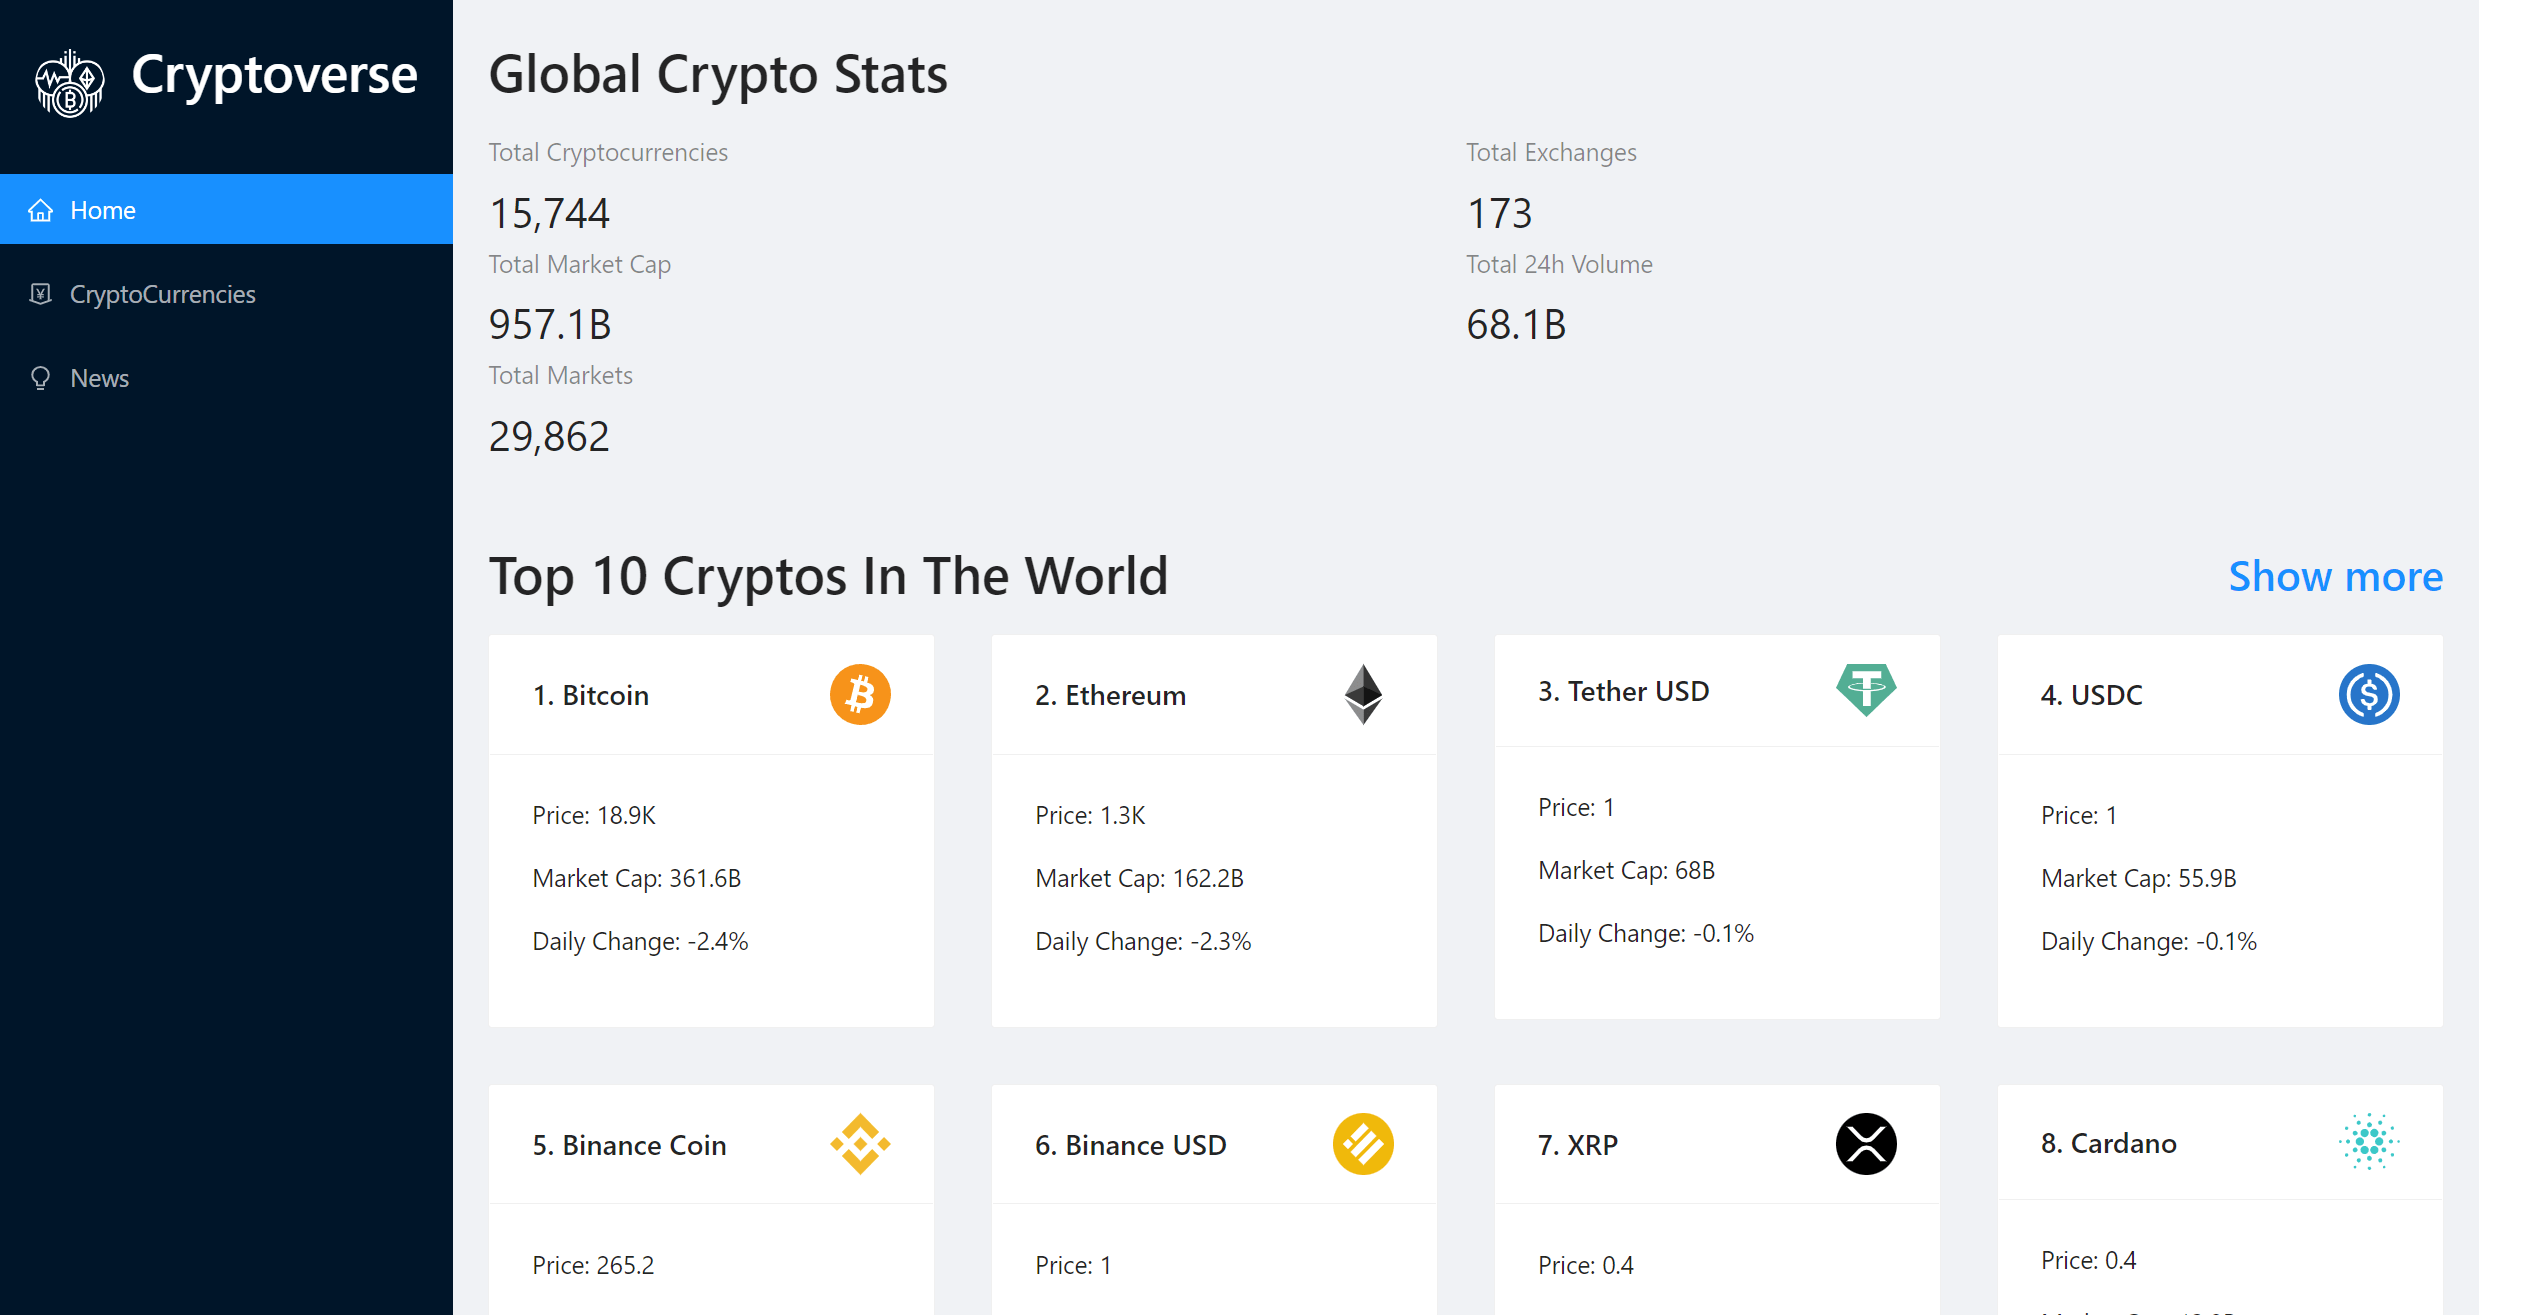 Cryptoverse
Home
CryptoCurrencies
News
Global Crypto Stats
Total Cryptocurrencies
15,744
Total Exchanges
173
Total Market Cap
957.1B
Total 24h Volume
68.1B
Total Markets
29,862
Top 10 Cryptos In The World
Show more
1. Bitcoin
Price: 18.9K
Market Cap: 361.6B
Daily Change: -2.4%
2. Ethereum
Price: 1.3K
Market Cap: 162.2B
Daily Change: -2.3%
3. Tether USD
Price: 1
Market Cap: 68B
Daily Change: -0.1%
4. USDC
Price: 1
Market Cap: 55.9B
Daily Change: -0.1%
5. Binance Coin
Price: 265.2
6. Binance USD
Price: 1
7. XRP
Price: 0.4
8. Cardano
Price: 0.4